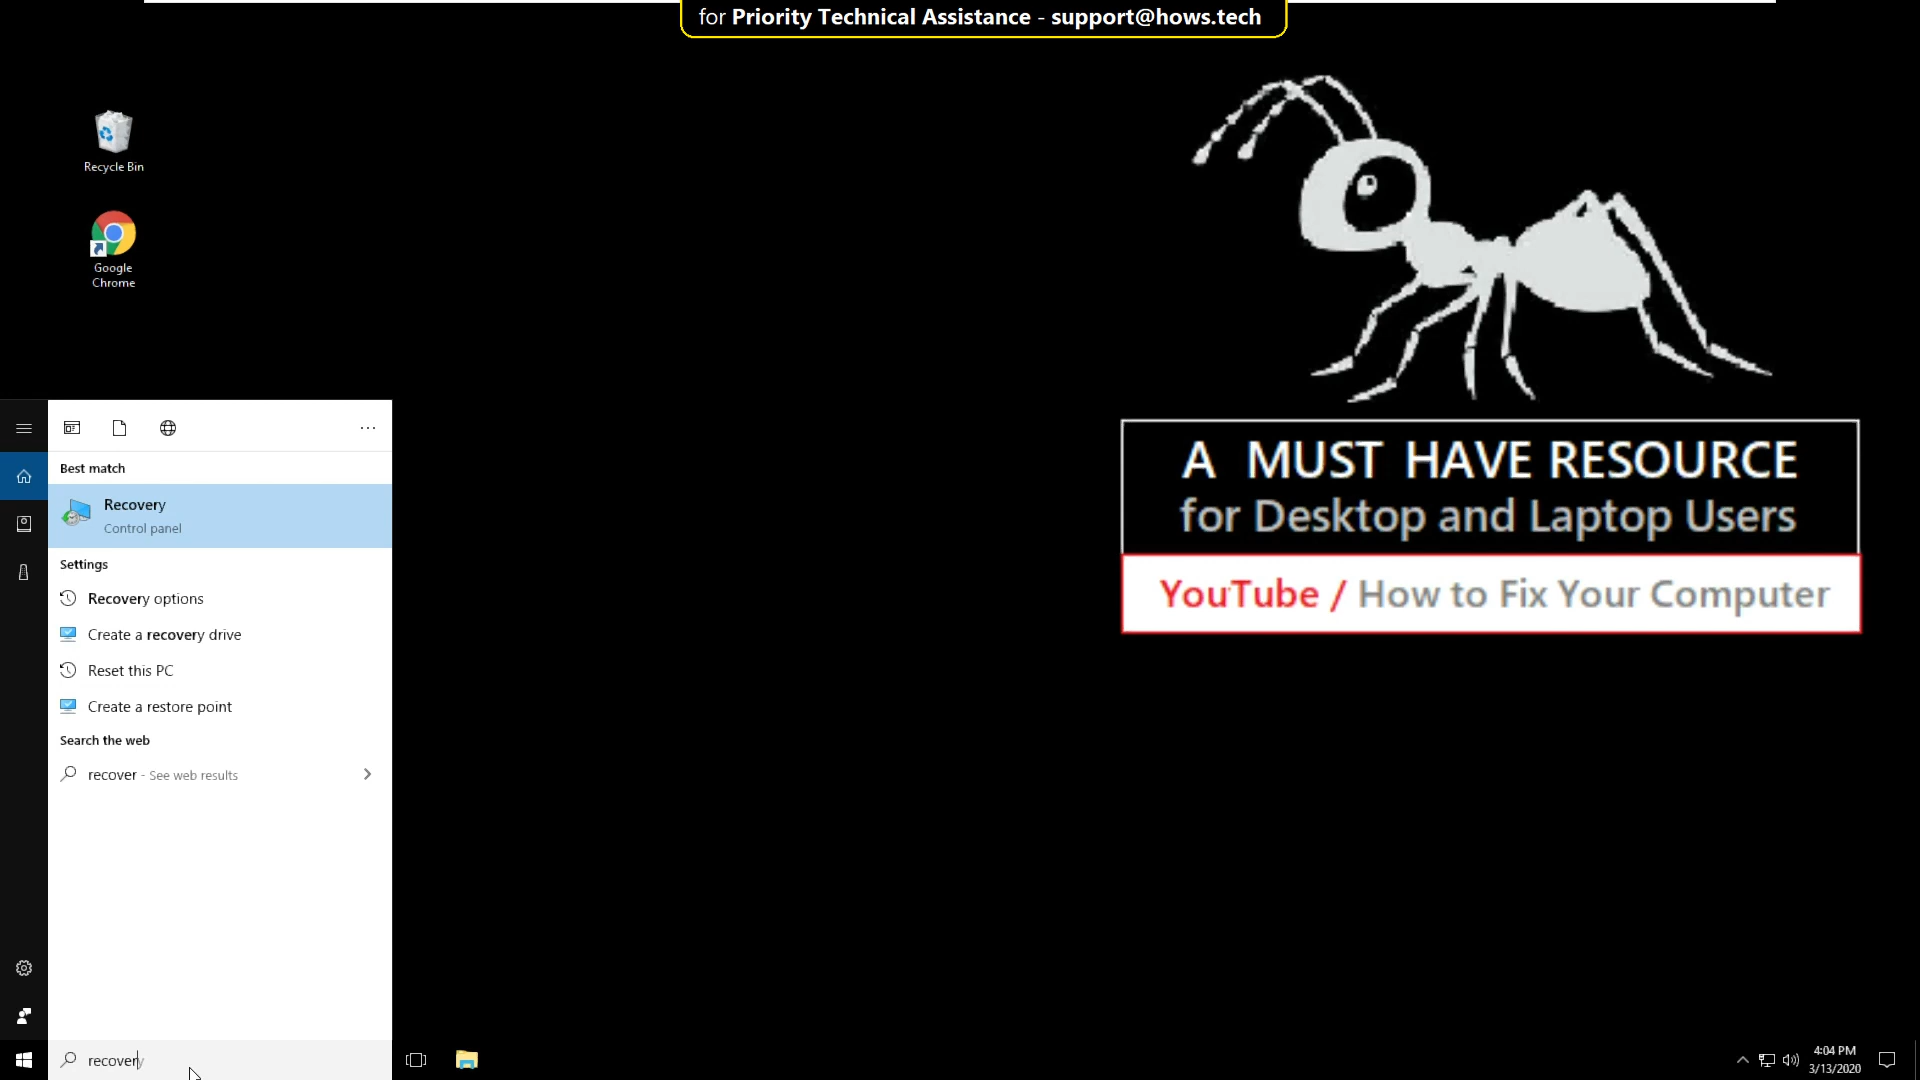 for Priority Technical Assistance - support@hows.tech
Recycle Bin
Google
Chrome
A MUST HAVE RESOURCE
for Desktop and Laptop Users
YouTube / How to Fix Your Computer
Best match
Recovery
Control panel
Settings
Recovery options
Create a recovery drive
Reset this PC
Create a restore point
Search the web
recover - See web results
recovery
4:04 PM
3/13/2020